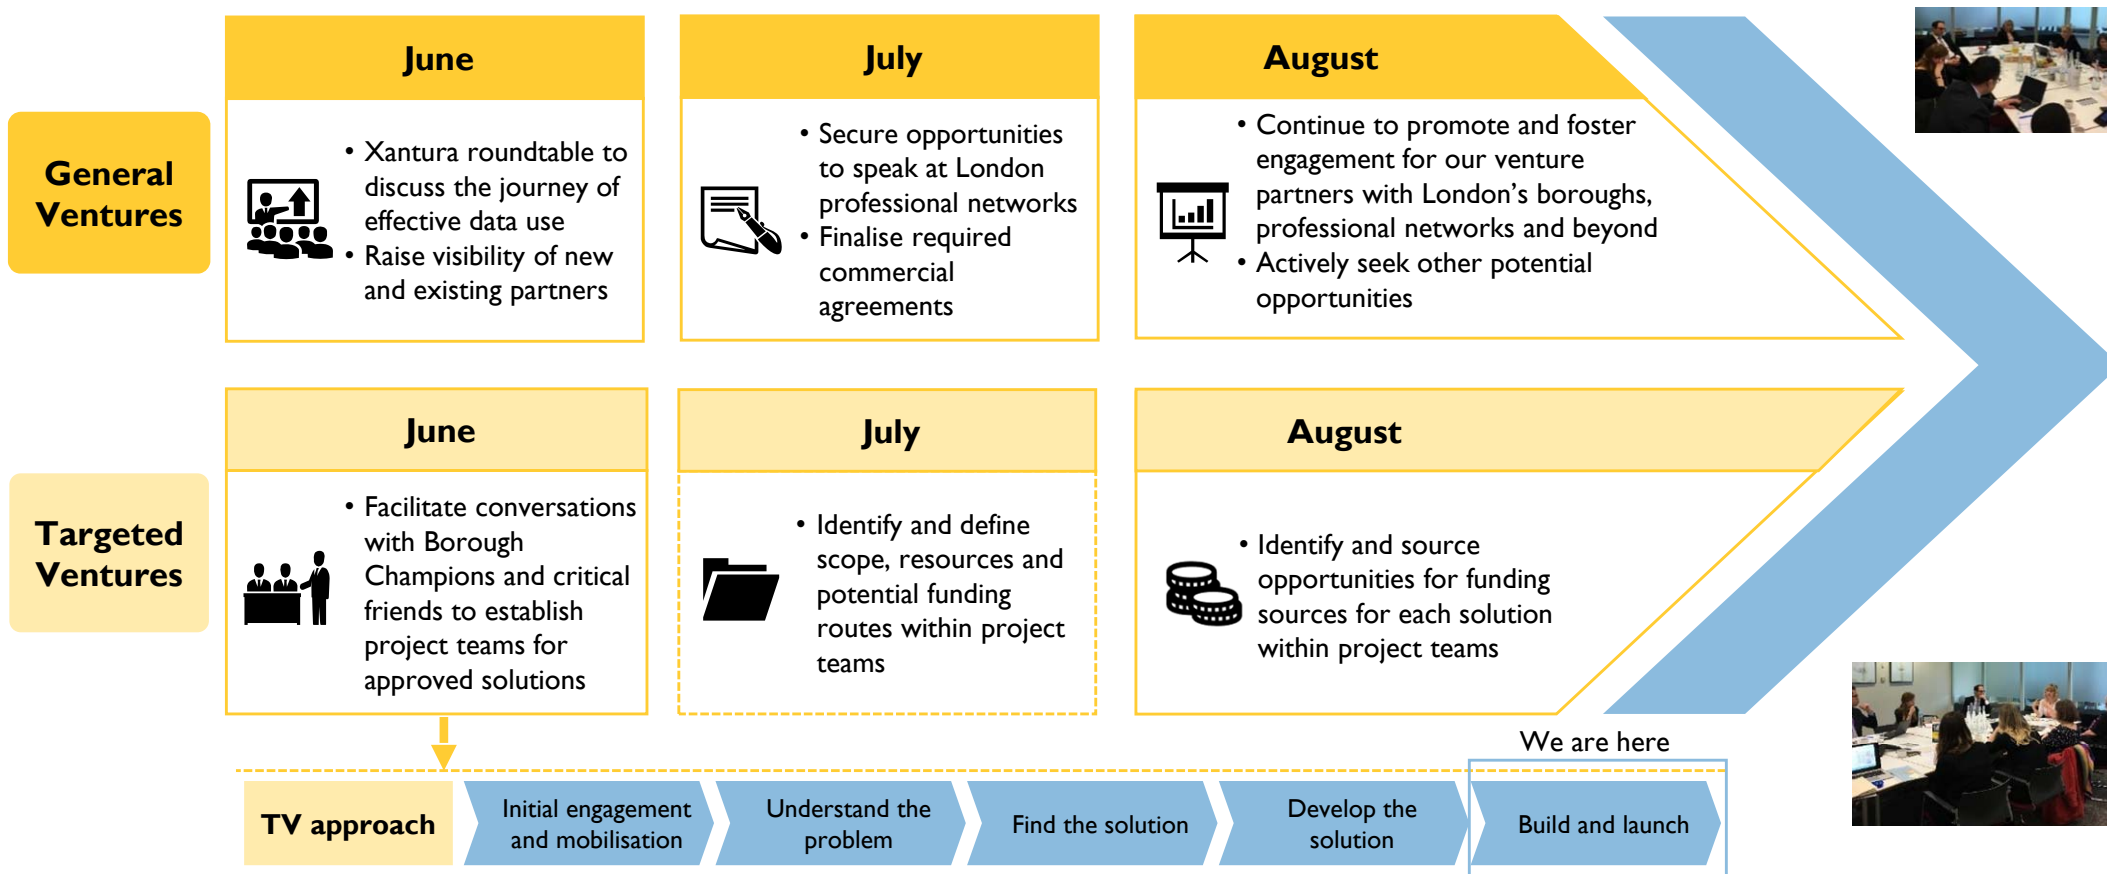 June
July
August
General
Ventures
• Xantura roundtable to
discuss the journey of
effective data use
• Raise visibility of new
and existing partners
• Secure opportunities
to speak at London
professional networks
• Finalise required
commercial
agreements
• Continue to promote and foster
engagement for our venture
partners with London’s boroughs,
professional networks and beyond
• Actively seek other potential
opportunities
June
July
August
Targeted
Ventures
• Facilitate conversations
with Borough
Champions and critical
friends to establish
project teams for
approved solutions
• Identify and define
scope, resources and
potential funding
routes within project
teams
• Identify and source
opportunities for funding
sources for each solution
within project teams
We are here
TV approach
Initial engagement
and mobilisation
Understand the
problem
Find the solution
Develop the
solution
Build and launch